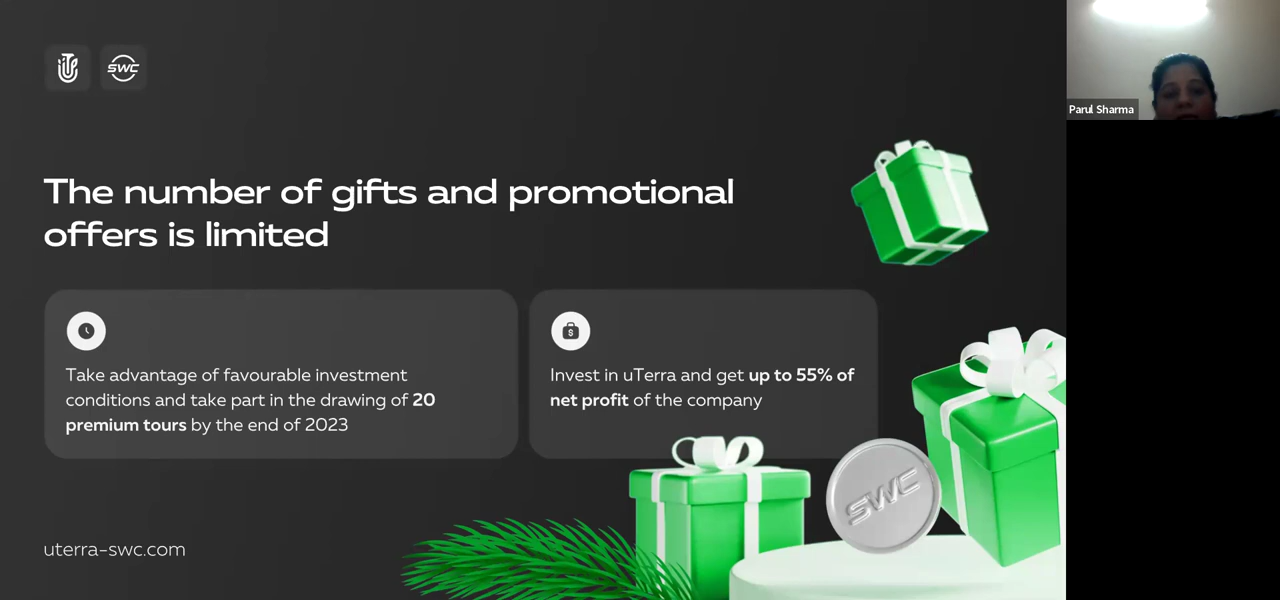 SWC
The number of gifts and promotional
offers is limited
Take advantage of favourable investment
conditions and take part in the drawing of 20
premium tours by the end of 2023
Invest in uTerra and get up to 55% of
net profit of the company
SWC
uterra-swc.com
Parul Sharma